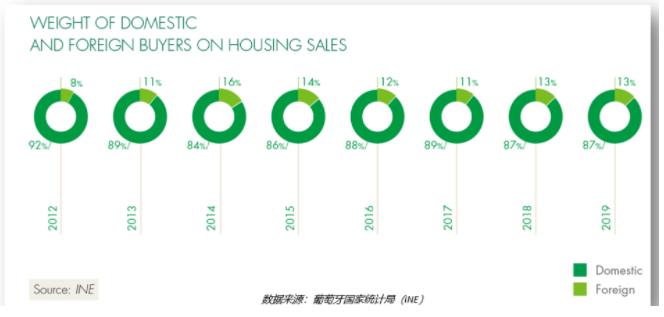 WEIGHT OF DOMESTIC
AND FOREIGN BUYERS ON HOUSING SALES
8% 11% 16% 14% 12% 11% 13% 13%
92% 89% 84% 86% 88% 89% 87% 87%
2012 2013 2014 2015 2016 2017 2018 2019
Domestic
Foreign
Source: INE
数据来源：葡萄牙国家统计局（INE）